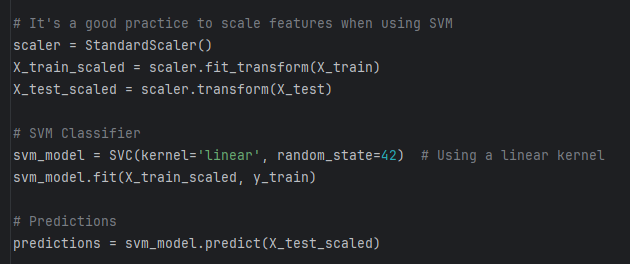 # It's a good practice to scale features when using SVM
scaler = StandardScaler()
X_train_scaled = scaler.fit_transform(X_train)
X_test_scaled = scaler.transform(X_test)
# SVM Classifier
svm_model = SVC(kernel='linear', random_state=42)  # Using a linear kernel
svm_model.fit(X_train_scaled, y_train)
# Predictions
predictions = svm_model.predict(X_test_scaled)